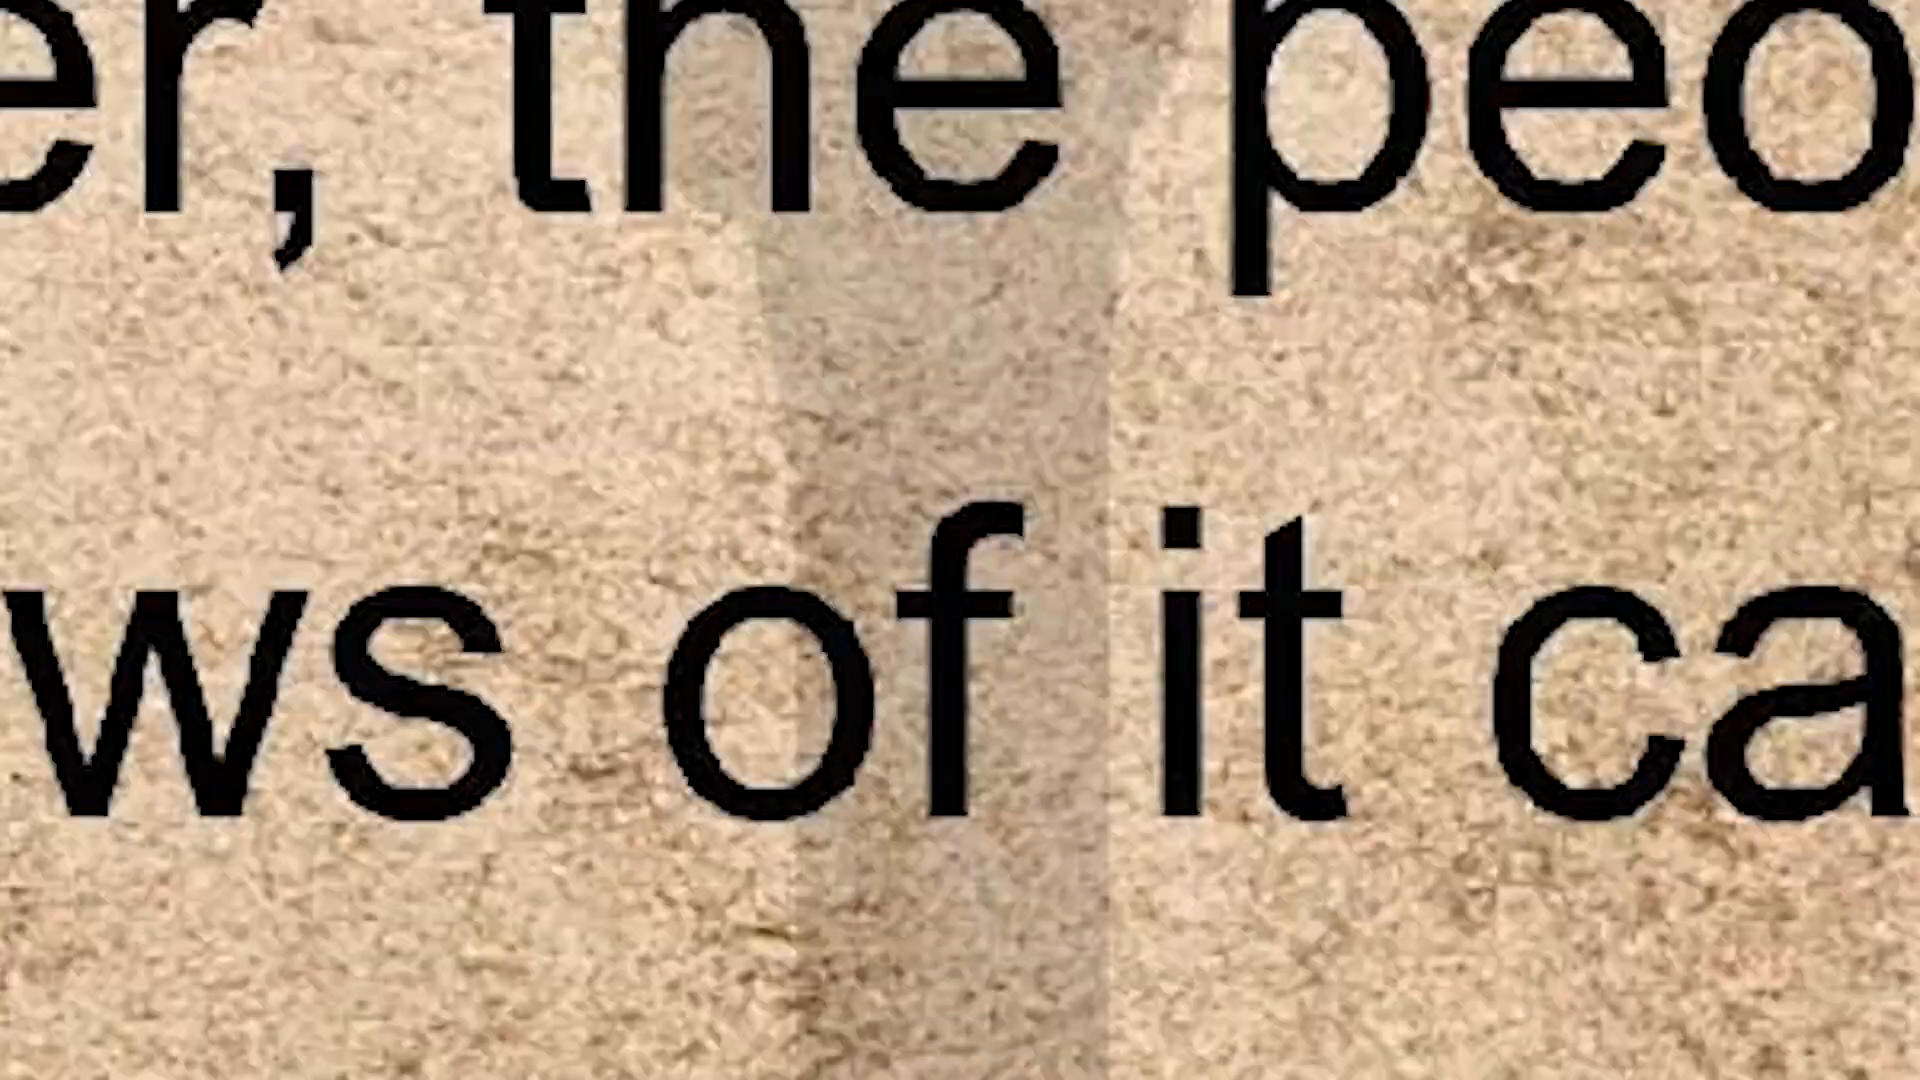 er, the peo
ws of it ca